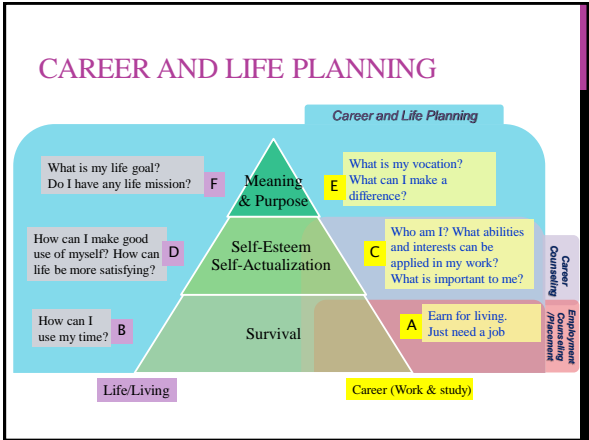 CAREER AND LIFE PLANNING
Career and Life Planning
What is my life goal?
Do I have any life mission?
F
Meaning
& Purpose
E
What is my vocation?
What can I make a
difference?
How can I make good
use of myself? How can
life be more satisfying?
D
Self-Esteem
Self-Actualization
C
Who am I? What abilities
and interests can be
applied in my work?
What is important to me?
Career
Counseling
How can I
use my time?
B
Survival
A
Earn for living.
Just need a job
Employment
Counseling
/Placement
Life/Living
Career (Work & study)